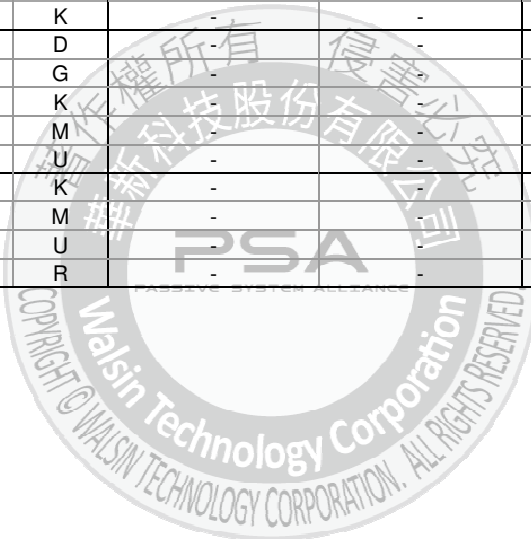 K - -
D - -
G - -
K - -
M - -
U - -
K - -
M - -
U - -
R - -
著作權所有 侵害必究
華新科技股份有限公司
PSA
PASSIVE SYSTEM ALLIANCE
Walsin Technology Corporation
COPYRIGHT © WALSIN TECHNOLOGY CORPORATION. ALL RIGHTS RESERVED